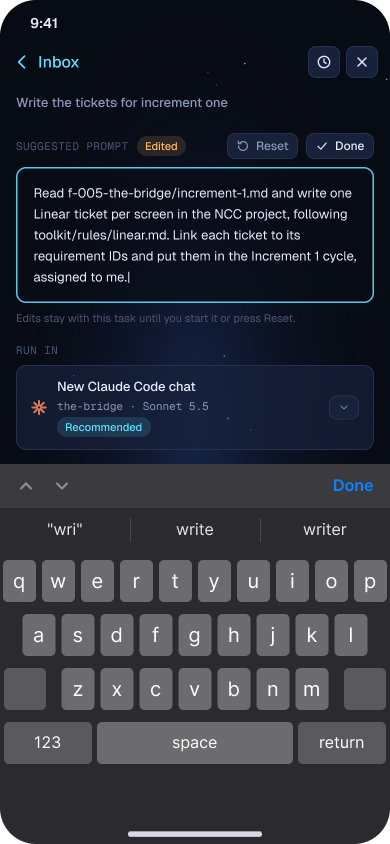 9:41
Inbox
Write the tickets for increment one
SUGGESTED PROMPT Edited Reset Done
Read f-005-the-bridge/increment-1.md and write one
Linear ticket per screen in the NCC project, following
toolkit/rules/linear.md. Link each ticket to its
requirement IDs and put them in the Increment 1 cycle,
assigned to me.
Edits stay with this task until you start it or press Reset.
RUN IN
New Claude Code chat
the-bridge · Sonnet 5.5
Recommended
Done
"wri" write writer
q w e r t y u i o p
a s d f g h j k l
z x c v b n m
123 space return